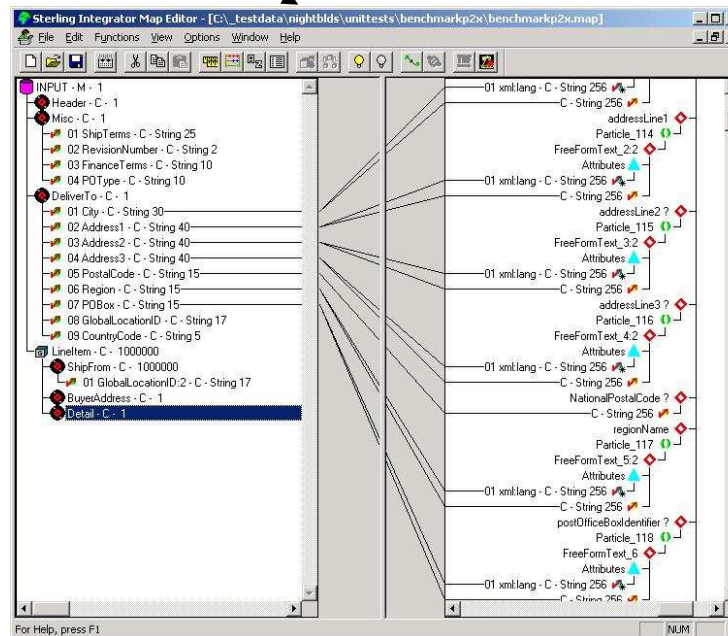 Sterling Integrator Map Editor - [C:\_testdata\nightblds\unittests\benchmarkp2x\benchmarkp2x.map]
File Edit Functions View Options Window Help
INPUT - M - 1
Header - C - 1
Misc - C - 1
01 ShipTerms - C - String 25
02 RevisionNumber - C - String 2
03 FinanceTerms - C - String 10
04 POType - C - String 10
DeliverTo - C - 1
01 City - C - String 30
02 Address1 - C - String 40
03 Address2 - C - String 40
04 Address3 - C - String 40
05 PostalCode - C - String 15
06 Region - C - String 15
07 POBox - C - String 15
08 GlobalLocationID - C - String 17
09 CountryCode - C - String 5
LineItem - C - 1000000
ShipFrom - C - 1000000
01 GlobalLocationID:2 - C - String 17
BuyerAddress - C - 1
Detail - C - 1
01 xml:lang - C - String 256
C - String 256
addressLine1
Particle_114
FreeFormText_2:2
Attributes
01 xml:lang - C - String 256
C - String 256
addressLine2 ?
Particle_115
FreeFormText_3:2
Attributes
01 xml:lang - C - String 256
C - String 256
addressLine3 ?
Particle_116
FreeFormText_4:2
Attributes
01 xml:lang - C - String 256
C - String 256
NationalPostalCode ?
C - String 256
regionName
Particle_117
FreeFormText_5:2
Attributes
01 xml:lang - C - String 256
C - String 256
postOfficeBoxIdentifier ?
Particle_118
FreeFormText_6
Attributes
01 xml:lang - C - String 256
C - String 256
For Help, press F1
NUM